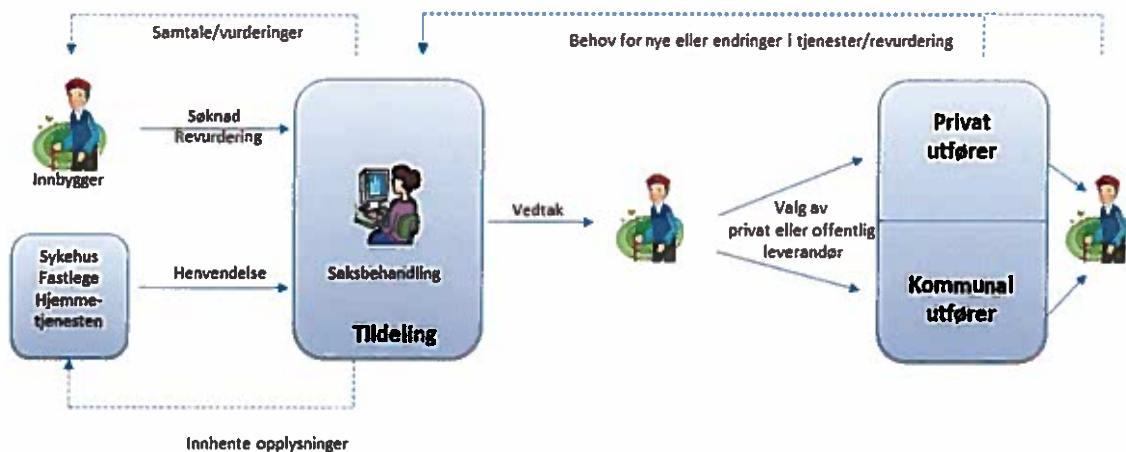 Samtale/vurderinger
Behov for nye eller endringer i tjenester/revurdering
Søknad
Revurdering
Innbygger
Privat
utfører
Vedtak
Valg av
privat eller offentlig
leverandør
Sykehus
Fastlege
Hjemme-
tjenesten
Henvendelse
Saksbehandling
Tildeling
Kommunal
utfører
Innhente opplysninger